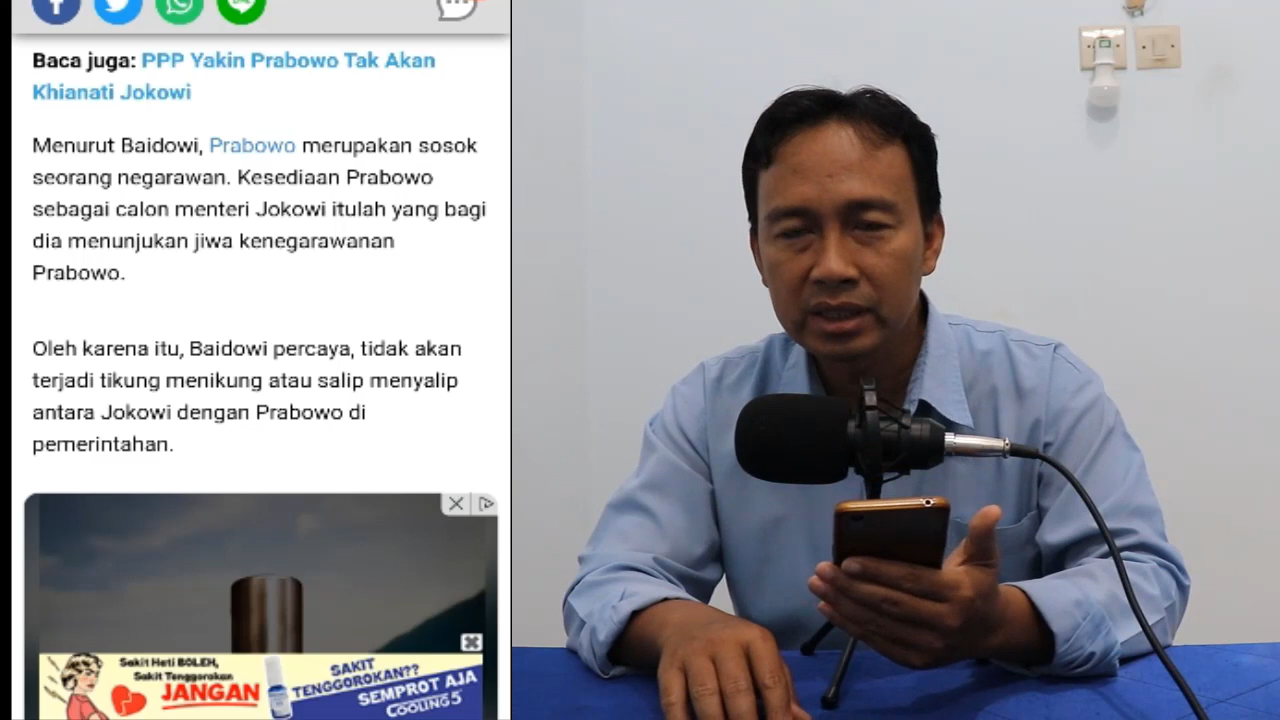 Baca juga: PPP Yakin Prabowo Tak Akan
Khianati Jokowi
Menurut Baidowi, Prabowo merupakan sosok
seorang negarawan. Kesediaan Prabowo
sebagai calon menteri Jokowi itulah yang bagi
dia menunjukan jiwa kenegarawanan
Prabowo.
Oleh karena itu, Baidowi percaya, tidak akan
terjadi tikung menikung atau salip menyalip
antara Jokowi dengan Prabowo di
pemerintahan.
Sakit Heti BOLEH,
Sakit Tenggorokan
JANGAN
SAKIT
TENGGOROKAN??
SEMPROT AJA
COOLING5